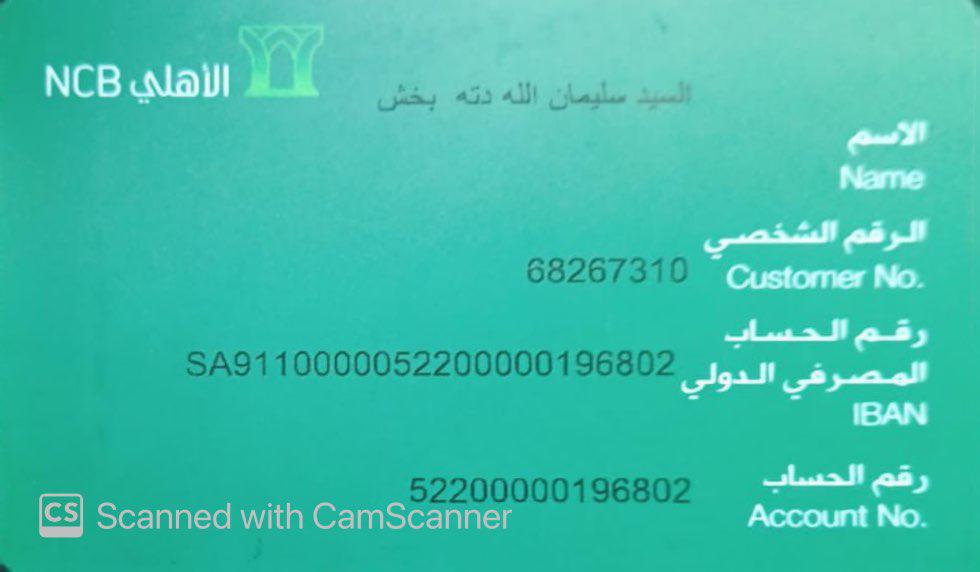 NCB الأهلي
السيد سليمان الله دته بخش
الاسم
Name
الرقم الشخصي
68267310 Customer No.
رقم الحساب
SA9110000052200000196802 المصرفي الدولي
IBAN
رقم الحساب
52200000196802
Account No.
CS Scanned with CamScanner